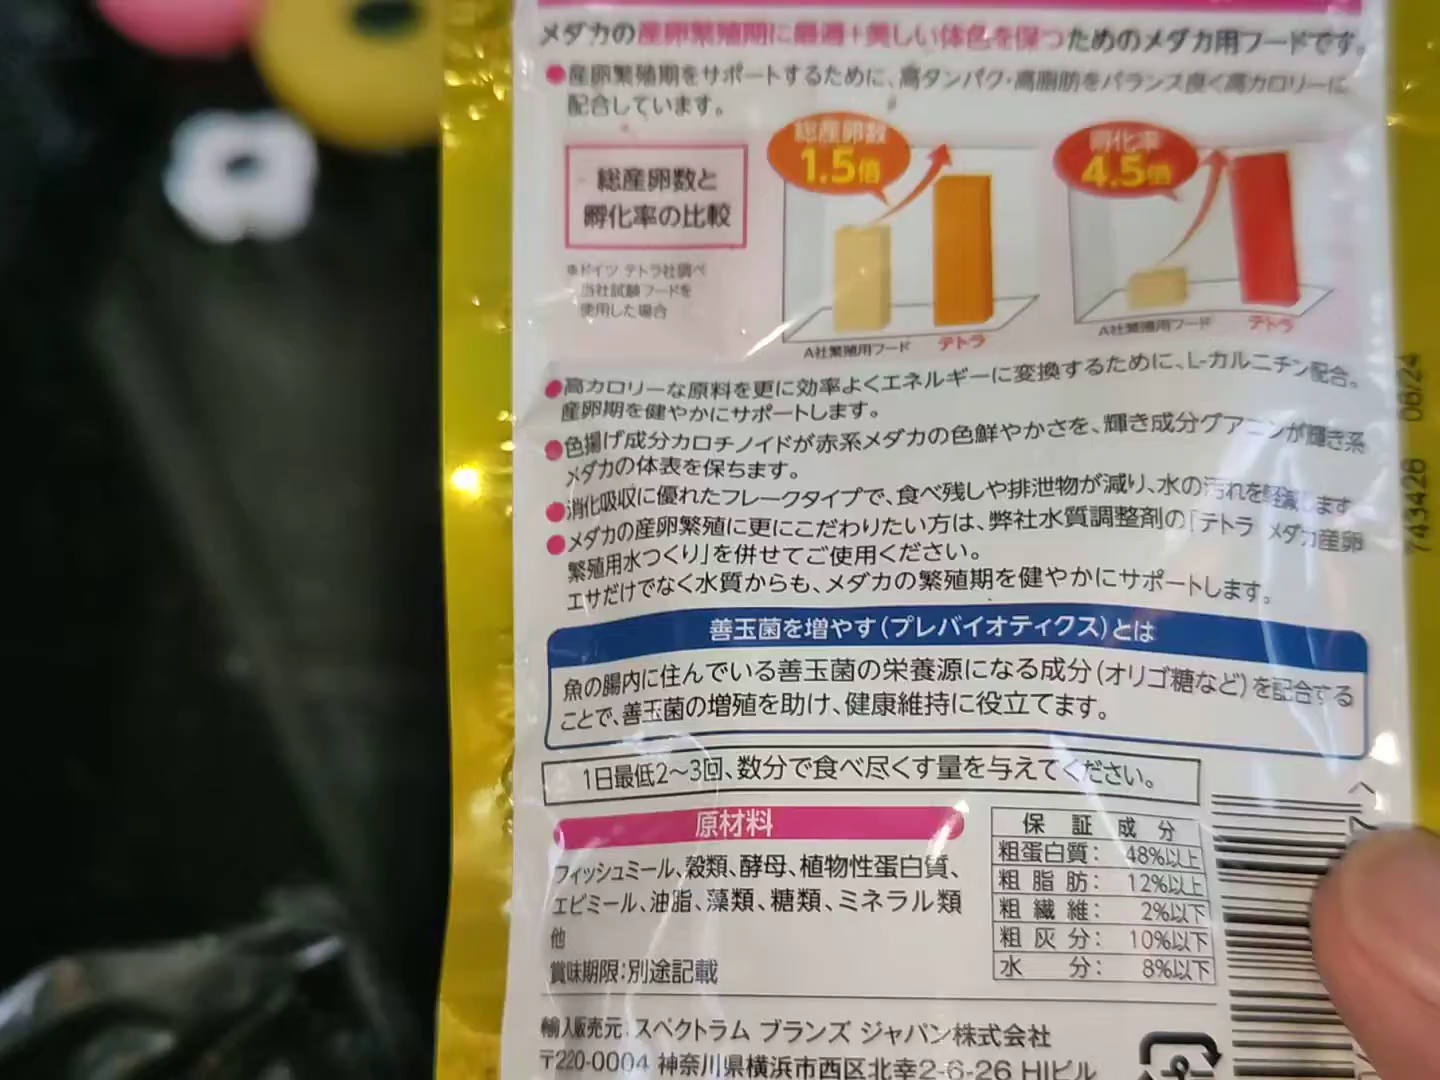 メダカの産卵繁殖期に最適+美しい体色を保つためのメダカ用フードです。
●産卵繁殖期をサポートするために、高タンパク・高脂肪をバランス良く高カロリーに
配合しています。
総産卵数と
孵化率の比較
※ドイツ テトラ社調べ
当社試験フードを
使用した場合
総産卵数
1.5倍
A社繁殖用フード
テトラ
孵化率
4.5倍
A社繁殖用フード
テトラ
●高カロリーな原料を更に効率よくエネルギーに変換するために、L-カルニチン配合。
産卵期を健やかにサポートします。
●色揚げ成分カロチノイドが赤系メダカの色鮮やかさを、輝き成分グアニンが輝き系
メダカの体表を保ちます。
●消化吸収に優れたフレークタイプで、食べ残しや排泄物が減り、水の汚れを軽減します
●メダカの産卵繁殖に更にこだわりたい方は、弊社水質調整剤の「テトラ メダカ産卵
繁殖用水つくり」を併せてご使用ください。
エサだけでなく水質からも、メダカの繁殖期を健やかにサポートします。
善玉菌を増やす(プレバイオティクス)とは
魚の腸内に住んでいる善玉菌の栄養源になる成分(オリゴ糖など)を配合する
ことで、善玉菌の増殖を助け、健康維持に役立てます。
1日最低2～3回、数分で食べ尽くす量を与えてください。
原材料
フィッシュミール、穀類、酵母、植物性蛋白質、
エビミール、油脂、藻類、糖類、ミネラル類
他
賞味期限:別途記載
保証成分
粗蛋白質: 48%以上
粗脂肪: 12%以上
粗繊維: 2%以下
粗灰分: 10%以下
水分: 8%以下
輸入販売元:スペクトラム ブランズ ジャパン株式会社
〒220-0004 神奈川県横浜市西区北幸2-6-26 HIビル
743426 06/24